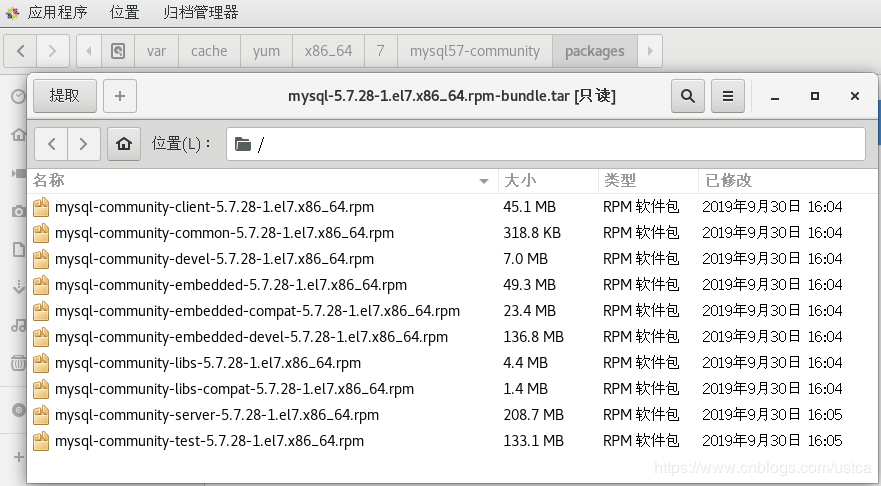 应用程序 位置 归档管理器
var cache yum x86_64 7 mysql57-community packages
提取 + mysql-5.7.28-1.el7.x86_64.rpm-bundle.tar [只读]
位置(L)： /
名称 大小 类型 已修改
mysql-community-client-5.7.28-1.el7.x86_64.rpm 45.1 MB RPM 软件包 2019年9月30日 16:04
mysql-community-common-5.7.28-1.el7.x86_64.rpm 318.8 KB RPM 软件包 2019年9月30日 16:04
mysql-community-devel-5.7.28-1.el7.x86_64.rpm 7.0 MB RPM 软件包 2019年9月30日 16:04
mysql-community-embedded-5.7.28-1.el7.x86_64.rpm 49.3 MB RPM 软件包 2019年9月30日 16:04
mysql-community-embedded-compat-5.7.28-1.el7.x86_64.rpm 23.4 MB RPM 软件包 2019年9月30日 16:04
mysql-community-embedded-devel-5.7.28-1.el7.x86_64.rpm 136.8 MB RPM 软件包 2019年9月30日 16:04
mysql-community-libs-5.7.28-1.el7.x86_64.rpm 4.4 MB RPM 软件包 2019年9月30日 16:04
mysql-community-libs-compat-5.7.28-1.el7.x86_64.rpm 1.4 MB RPM 软件包 2019年9月30日 16:04
mysql-community-server-5.7.28-1.el7.x86_64.rpm 208.7 MB RPM 软件包 2019年9月30日 16:05
mysql-community-test-5.7.28-1.el7.x86_64.rpm 133.1 MB RPM 软件包 2019年9月30日 16:05
https://www.cnblogs.com/ustca